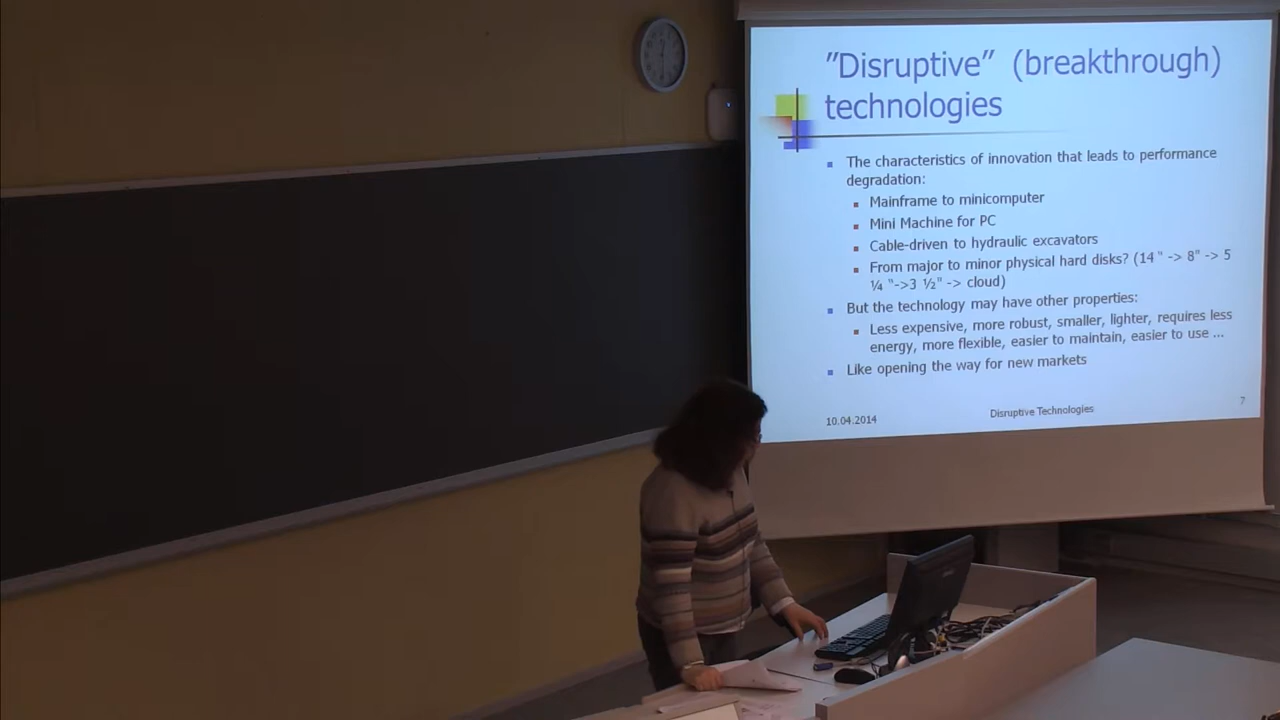 "Disruptive" (breakthrough)
technologies
The characteristics of innovation that leads to performance
degradation:
Mainframe to minicomputer
Mini Machine for PC
Cable-driven to hydraulic excavators
From major to minor physical hard disks? (14 " -> 8" -> 5
¼ "->3 ½" -> cloud)
But the technology may have other properties:
Less expensive, more robust, smaller, lighter, requires less
energy, more flexible, easier to maintain, easier to use ...
Like opening the way for new markets
10.04.2014
Disruptive Technologies
7